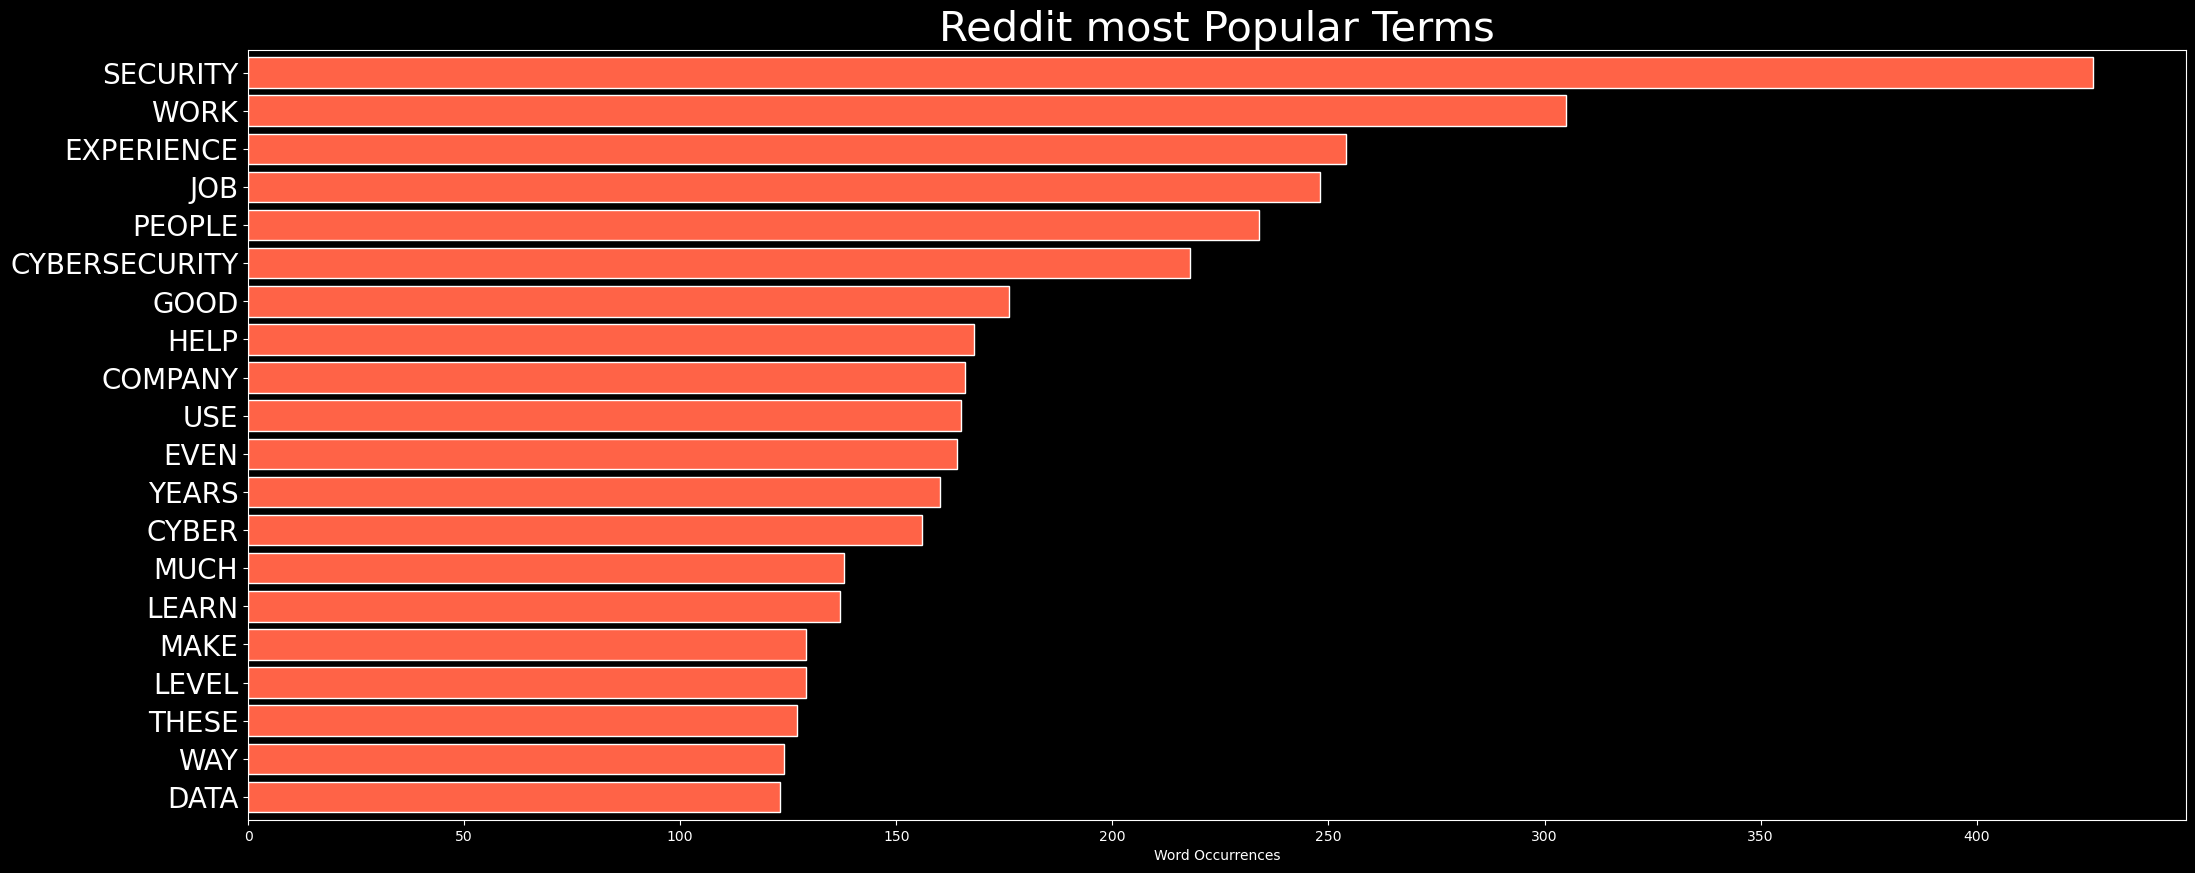 Reddit most Popular Terms
SECURITY
WORK
EXPERIENCE
JOB
PEOPLE
CYBERSECURITY
GOOD
HELP
COMPANY
USE
EVEN
YEARS
CYBER
MUCH
LEARN
MAKE
LEVEL
THESE
WAY
DATA
0 50 100 150 200 250 300 350 400
Word Occurrences